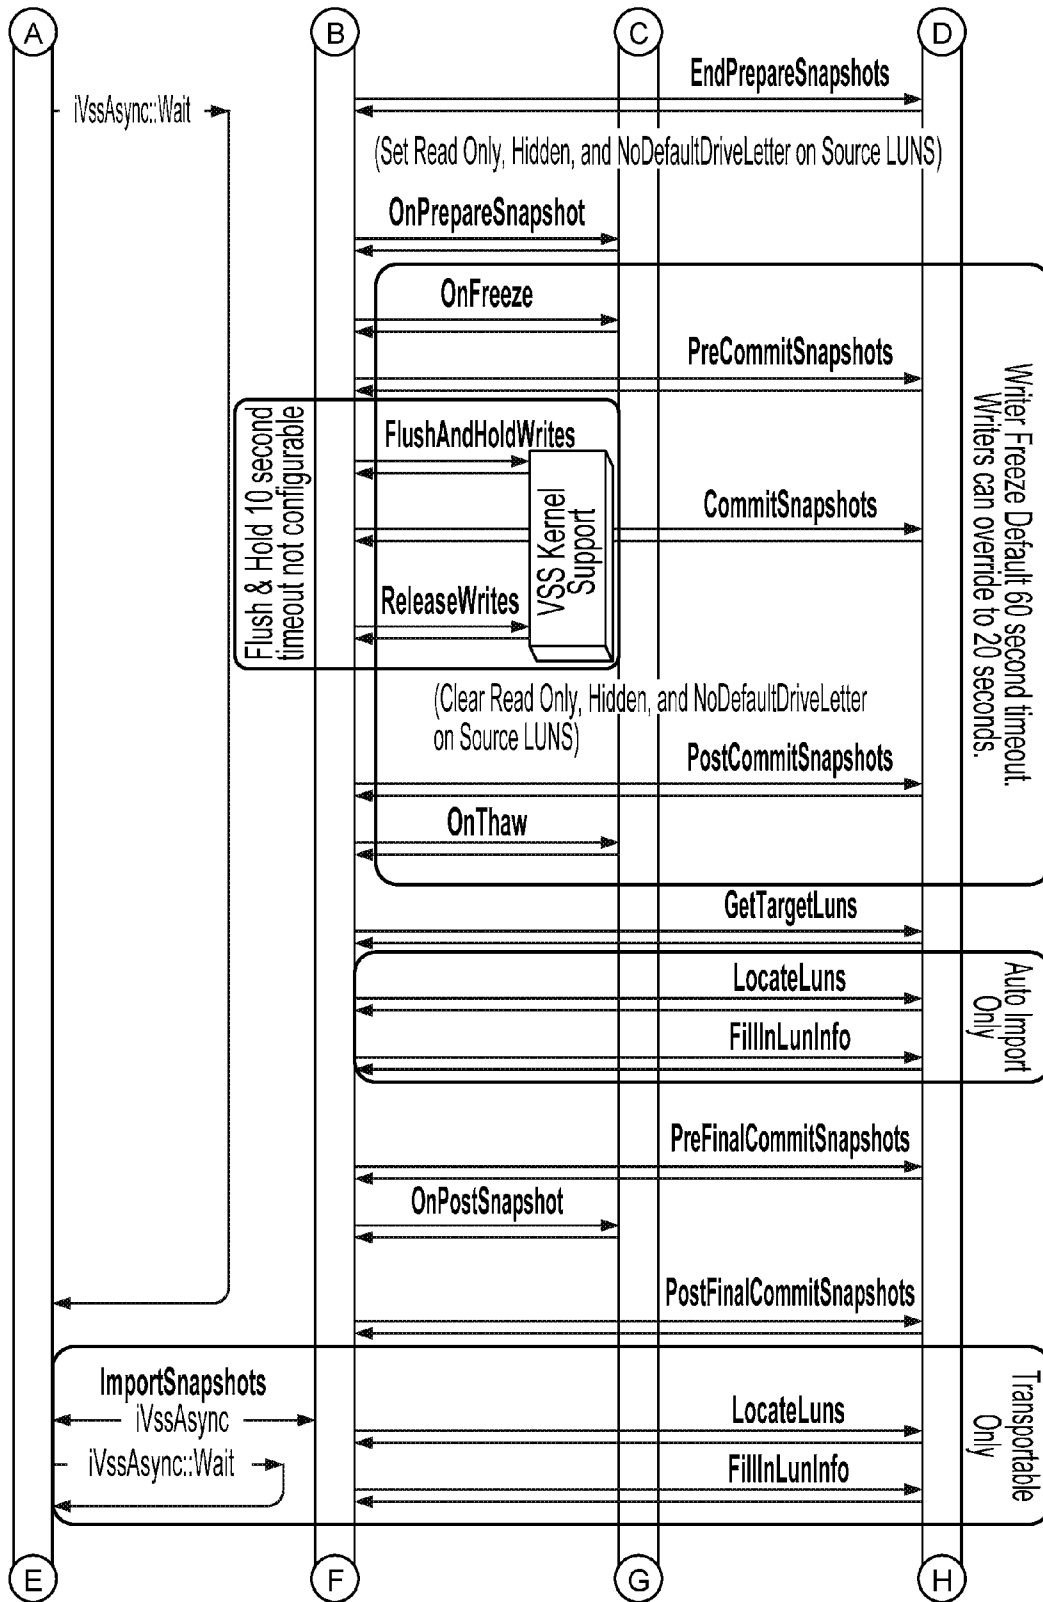 A
B
C
D
EndPrepareSnapshots
iVssAsync::Wait
(Set Read Only, Hidden, and NoDefaultDriveLetter on Source LUNS)
OnPrepareSnapshot
OnFreeze
PreCommitSnapshots
Writer Freeze Default 60 second timeout.
Writers can override to 20 seconds.
Flush & Hold 10 second
timeout not configurable
FlushAndHoldWrites
VSS Kernel
Support
CommitSnapshots
ReleaseWrites
(Clear Read Only, Hidden, and NoDefaultDriveLetter
on Source LUNS)
PostCommitSnapshots
OnThaw
GetTargetLuns
Auto Import
Only
LocateLuns
FillInLunInfo
PreFinalCommitSnapshots
OnPostSnapshot
PostFinalCommitSnapshots
Transportable
Only
ImportSnapshots
iVssAsync
LocateLuns
iVssAsync::Wait
FillInLunInfo
E
F
G
H